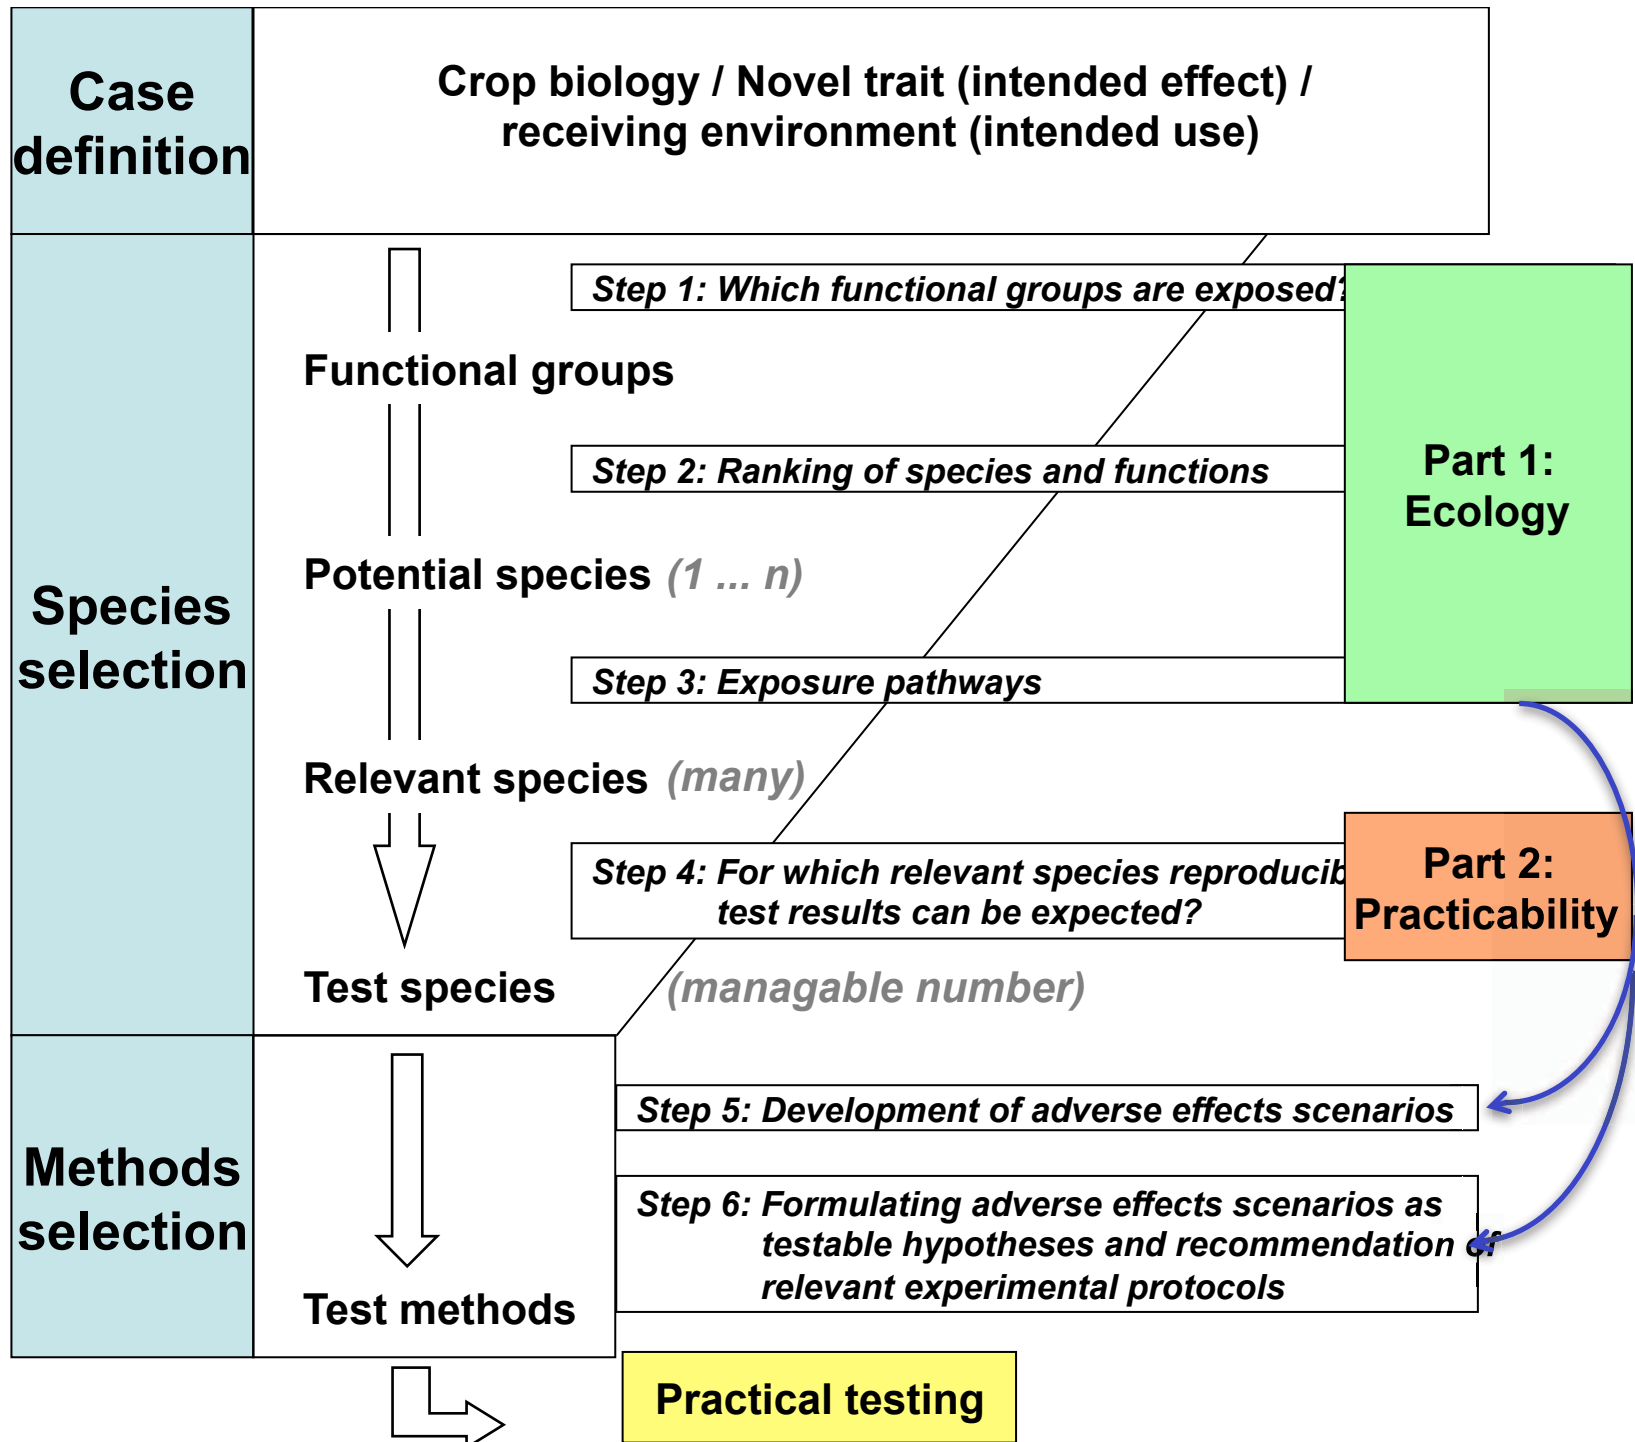 Case
definition
Crop biology / Novel trait (intended effect) /
receiving environment (intended use)
Species
selection
Step 1: Which functional groups are exposed?
Functional groups
Step 2: Ranking of species and functions
Part 1:
Ecology
Potential species (1 ... n)
Step 3: Exposure pathways
Relevant species (many)
Step 4: For which relevant species reproducib
test results can be expected?
Part 2:
Practicability
Test species (managable number)
Methods
selection
Step 5: Development of adverse effects scenarios
Step 6: Formulating adverse effects scenarios as
testable hypotheses and recommendation of
relevant experimental protocols
Test methods
Practical testing